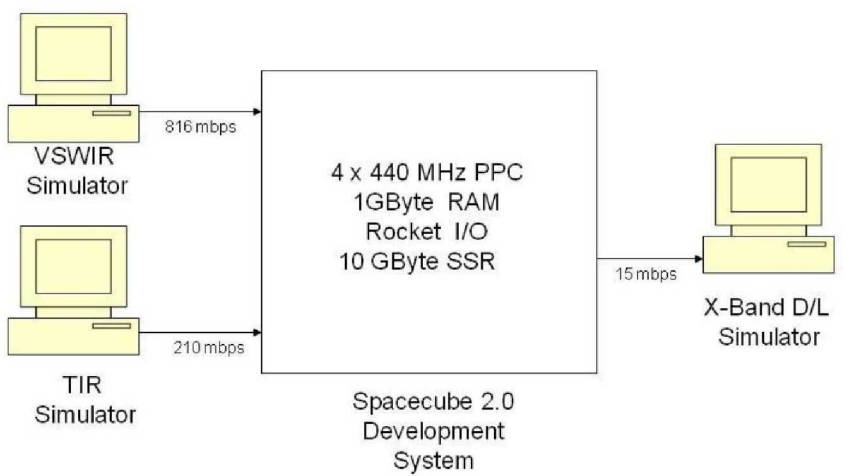 816 mbps
VSWIR
Simulator
4 x 440 MHz PPC
1GByte RAM
Rocket I/O
10 GByte SSR
15 mbps
X-Band D/L
Simulator
210 mbps
TIR
Simulator
Spacecube 2.0
Development
System